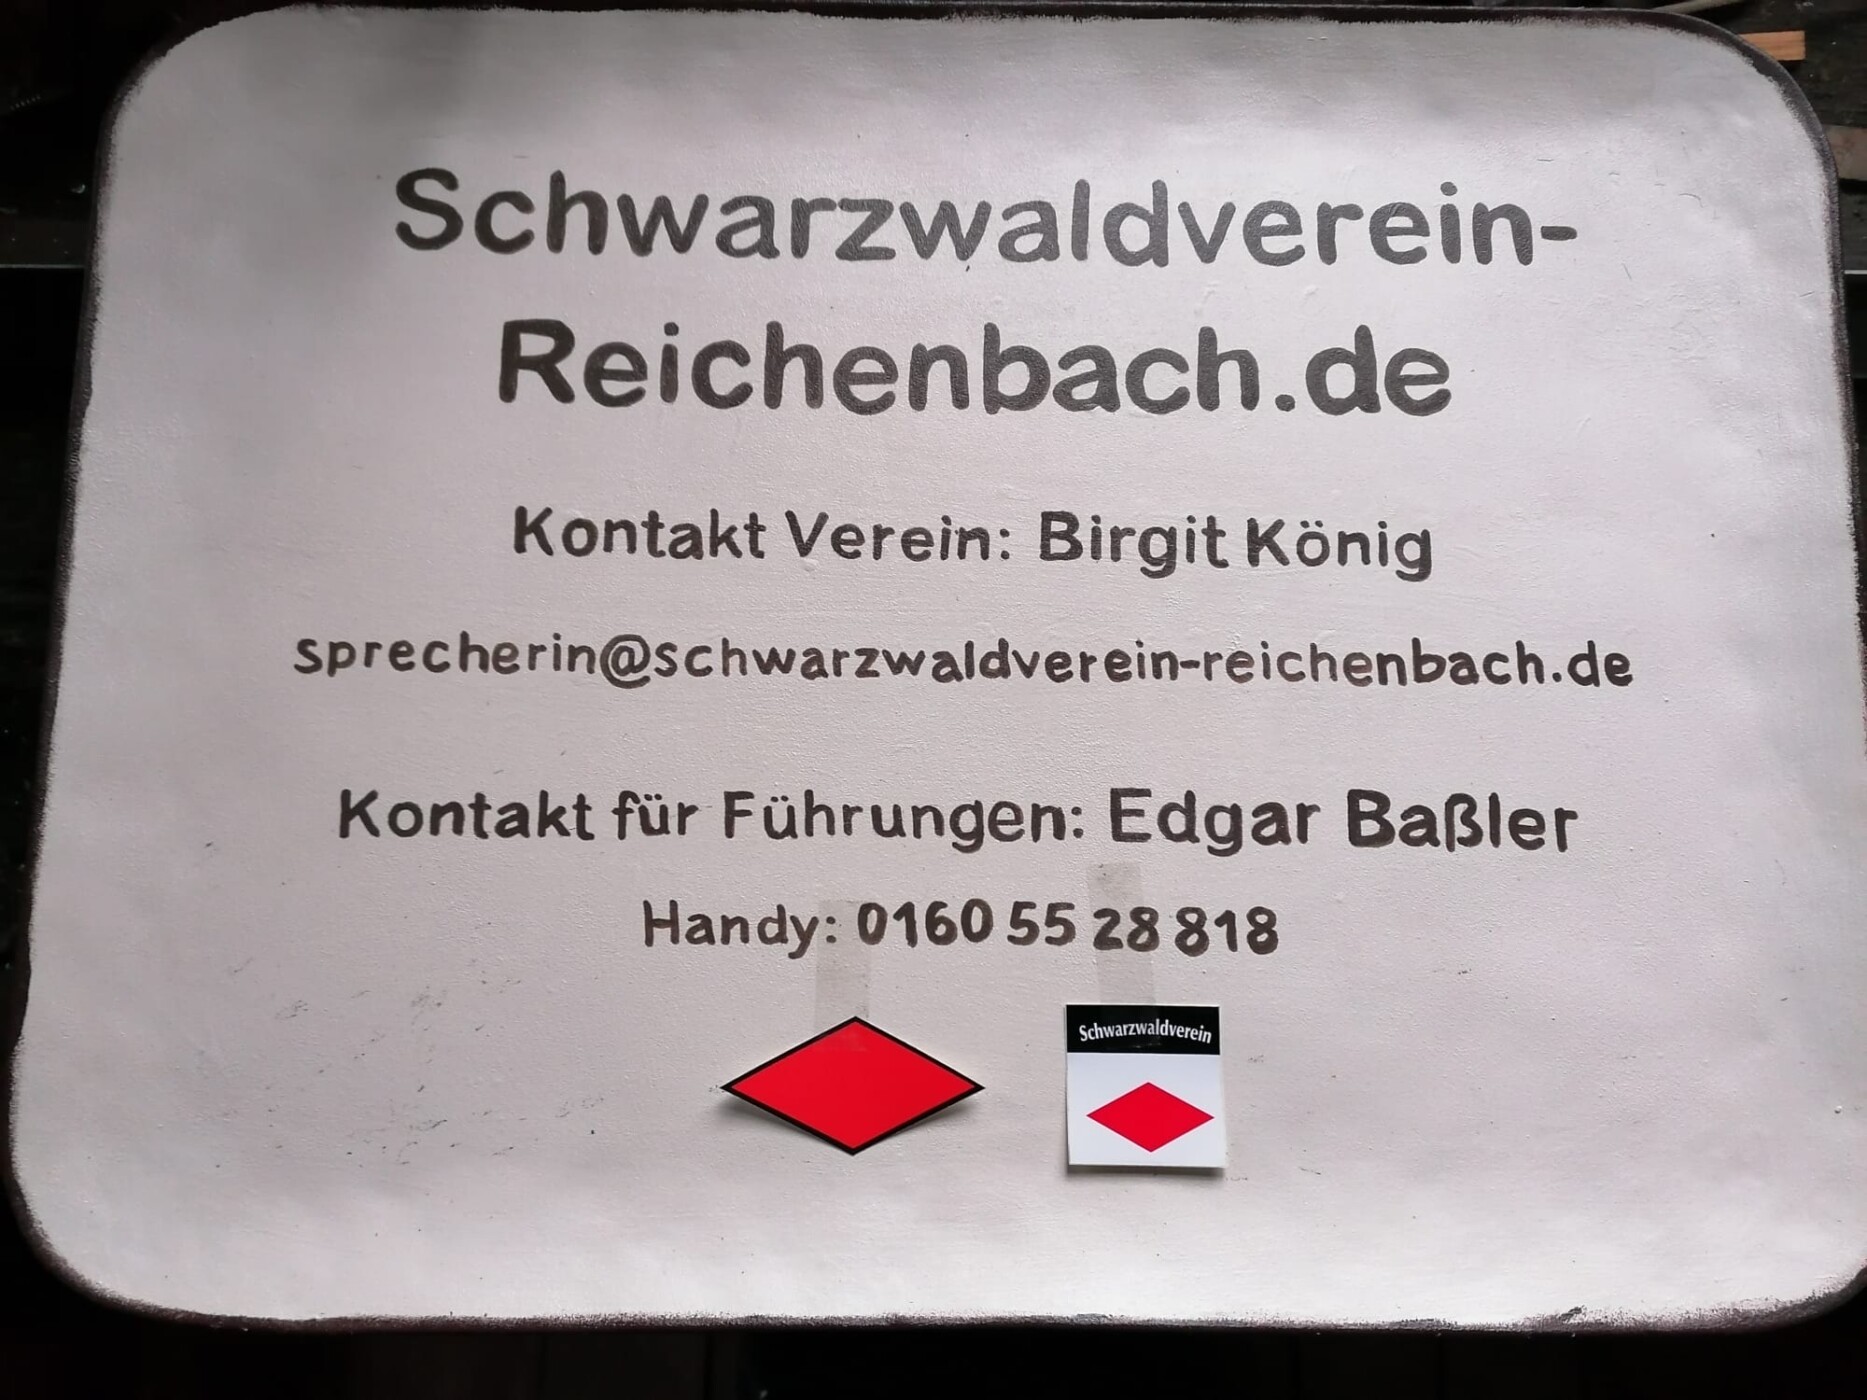 Schwarzwaldverein-
Reichenbach.de
Kontakt Verein: Birgit König
sprecherin@schwarzwaldverein-reichenbach.de
Kontakt für Führungen: Edgar Baßler
Handy: 0160 55 28 818
Schwarzwaldverein